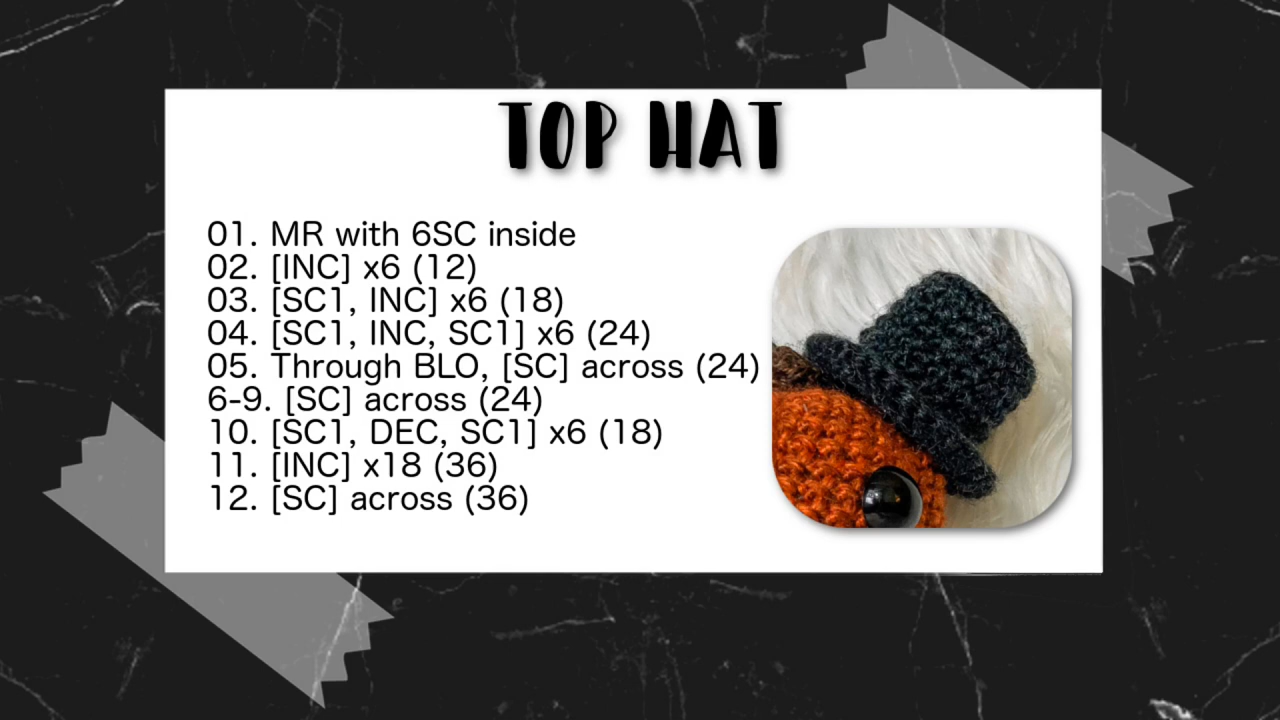 TOP HAT
01. MR with 6SC inside
02. [INC] x6 (12)
03. [SC1, INC] x6 (18)
04. [SC1, INC, SC1] x6 (24)
05. Through BLO, [SC] across (24)
6-9. [SC] across (24)
10. [SC1, DEC, SC1] x6 (18)
11. [INC] x18 (36)
12. [SC] across (36)